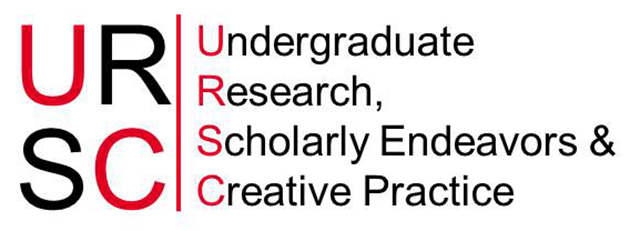 UR
SC
Undergraduate
Research,
Scholarly Endeavors &
Creative Practice